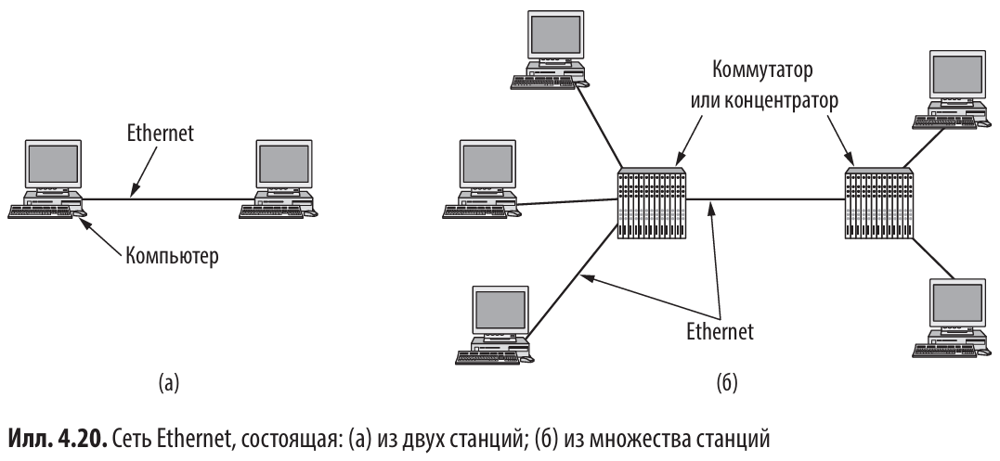 Ethernet
Компьютер
(а)
Коммутатор
или концентратор
Ethernet
(б)
Илл. 4.20. Сеть Ethernet, состоящая: (а) из двух станций; (б) из множества станций